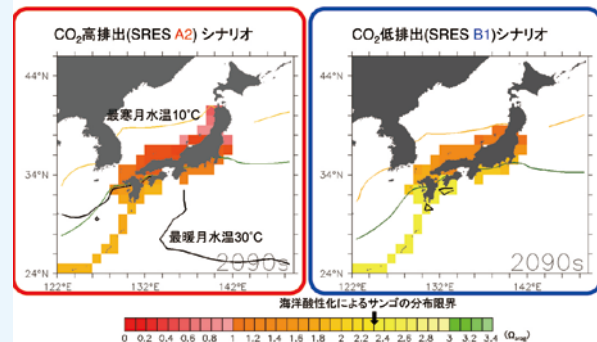 CO₂高排出(SRES A2) シナリオ
44°N
34°N
24°N
122°E
132°E
142°E
最寒月水温10℃
最暖月水温30℃
2090s
CO₂低排出(SRES B1)シナリオ
44°N
34°N
24°N
122°E
132°E
142°E
2090s
海洋酸性化によるサンゴの分布限界
0 0.2 0.4 0.6 0.8 1 1.2 1.4 1.6 1.8 2 2.2 2.4 2.6 2.8 3 3.2 3.4 (Ωarag)